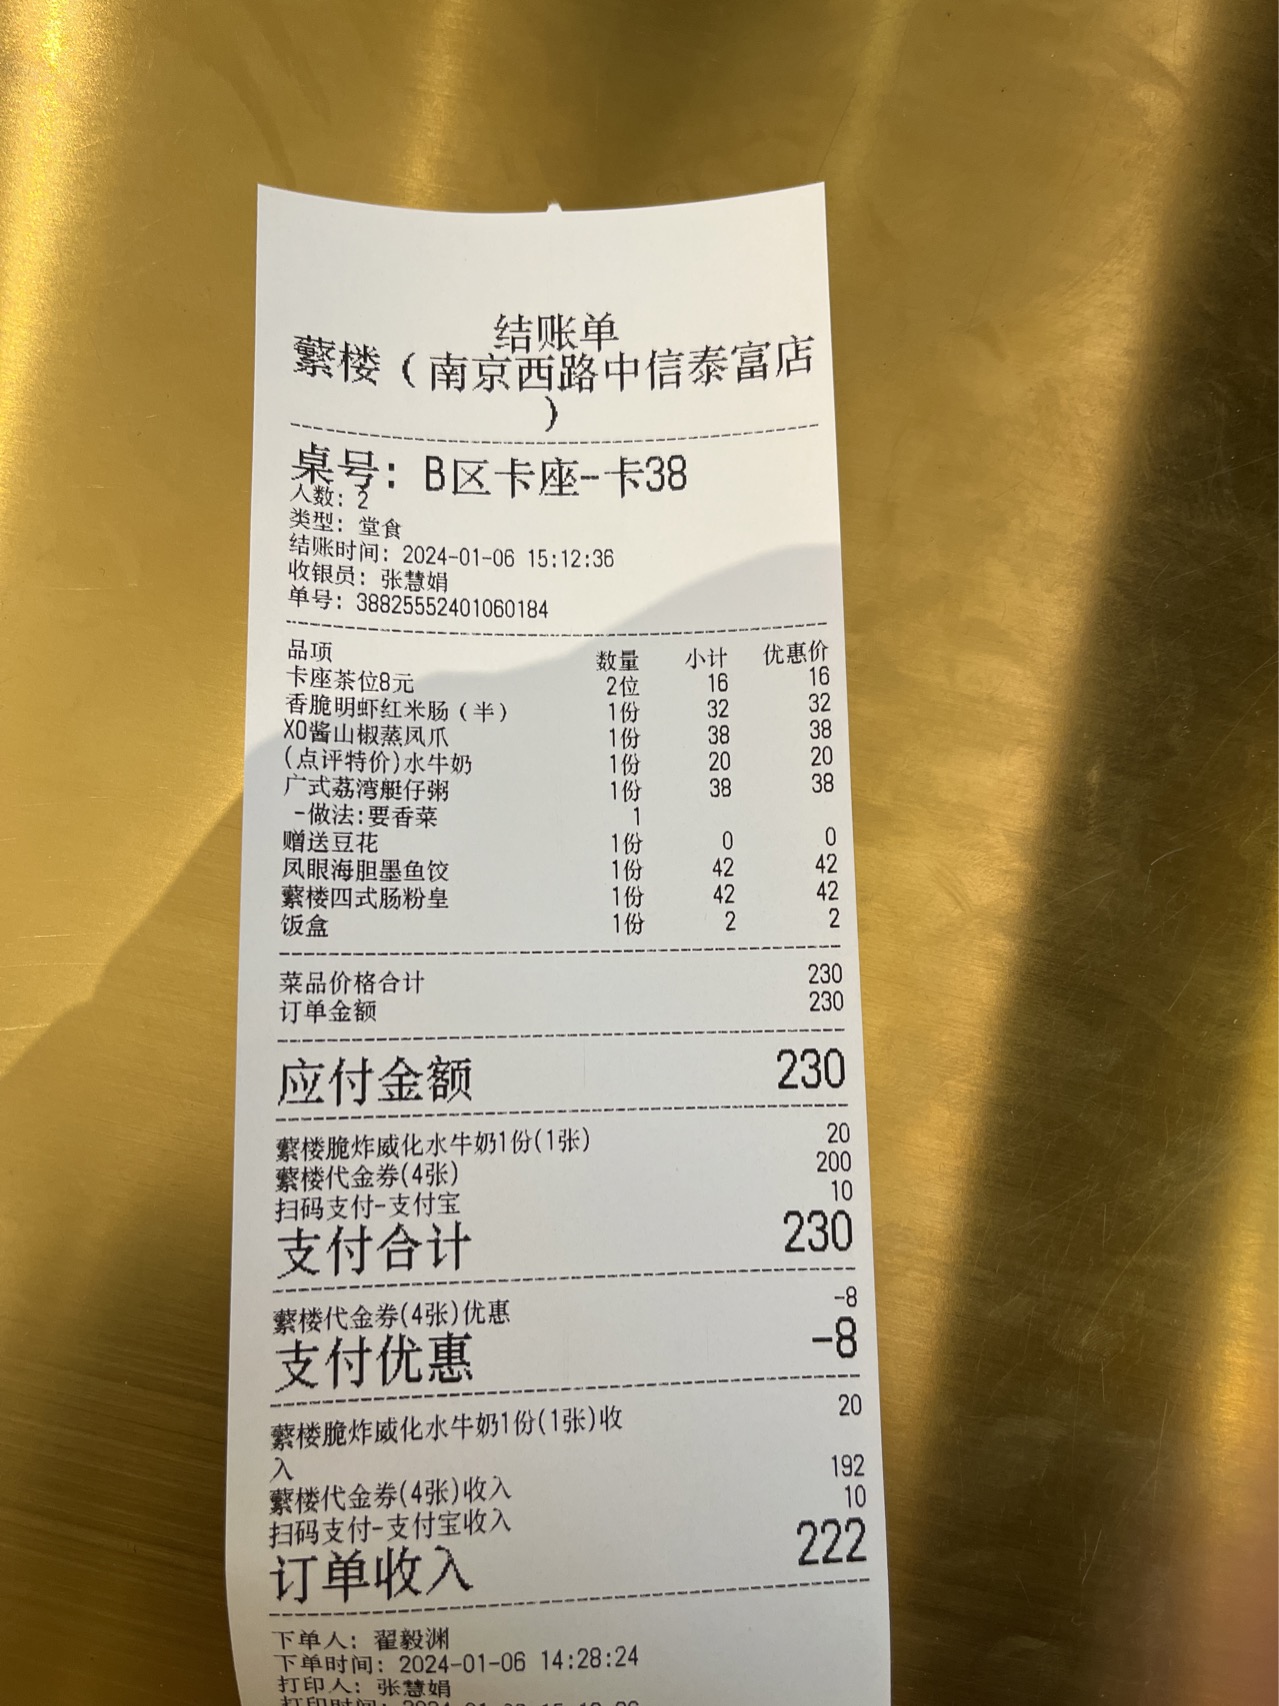 结账单
蘩楼（南京西路中信泰富店
）
桌号: B区卡座-卡38
人数: 2
类型: 堂食
结账时间: 2024-01-06 15:12:36
收银员: 张慧娟
单号: 38825552401060184
品项 数量 小计 优惠价
卡座茶位8元 2位 16 16
香脆明虾红米肠（半） 1份 32 32
XO酱山椒蒸凤爪 1份 38 38
(点评特价)水牛奶 1份 20 20
广式荔湾艇仔粥 1份 38 38
-做法:要香菜 1
赠送豆花 1份 0 0
凤眼海胆墨鱼饺 1份 42 42
蘩楼四式肠粉皇 1份 42 42
饭盒 1份 2 2
菜品价格合计 230
订单金额 230
应付金额 230
蘩楼脆炸威化水牛奶1份(1张) 20
蘩楼代金券(4张) 200
扫码支付-支付宝 10
支付合计 230
蘩楼代金券(4张)优惠 -8
支付优惠 -8
蘩楼脆炸威化水牛奶1份(1张)收 20
入
蘩楼代金券(4张)收入 192
扫码支付-支付宝收入 10
订单收入 222
下单人: 翟毅渊
下单时间: 2024-01-06 14:28:24
打印人: 张慧娟
打印时间: